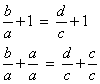 b/a + 1 = d/c + 1
b/a + a/a = d/c + c/c